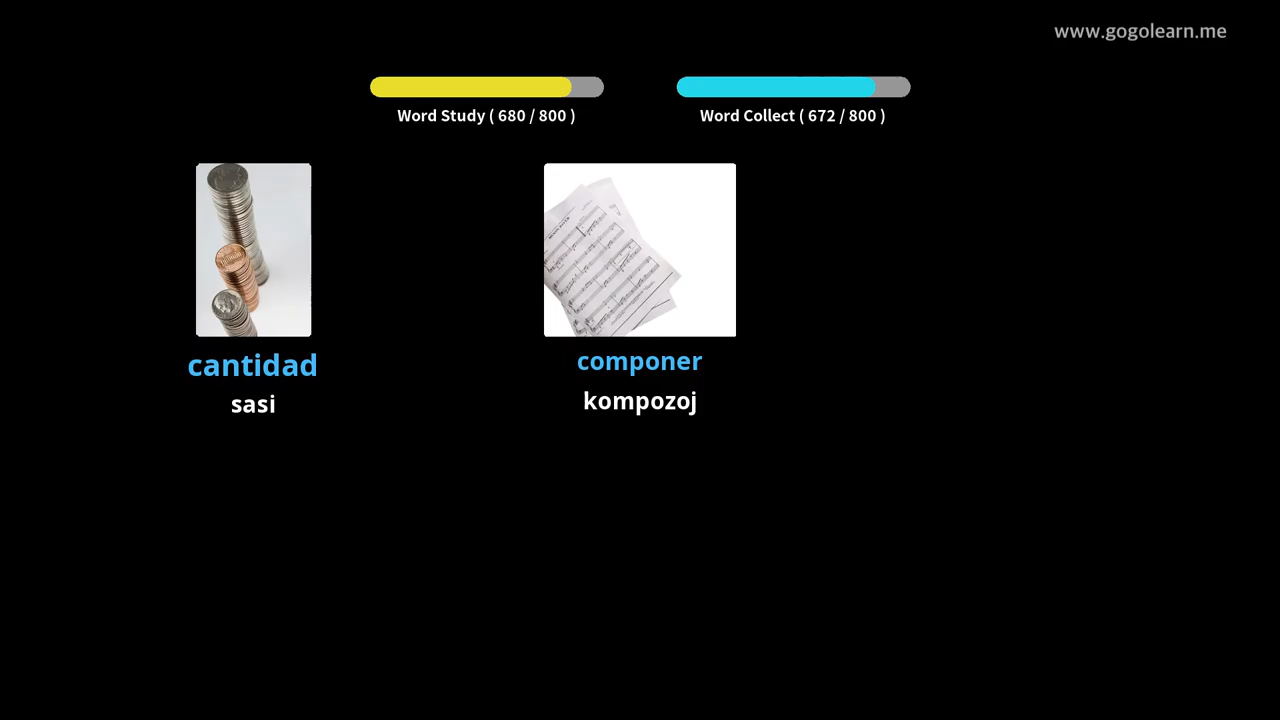 www.gogolearn.me
Word Study ( 680 / 800 )
Word Collect ( 672 / 800 )
cantidad
sasi
componer
kompozoj